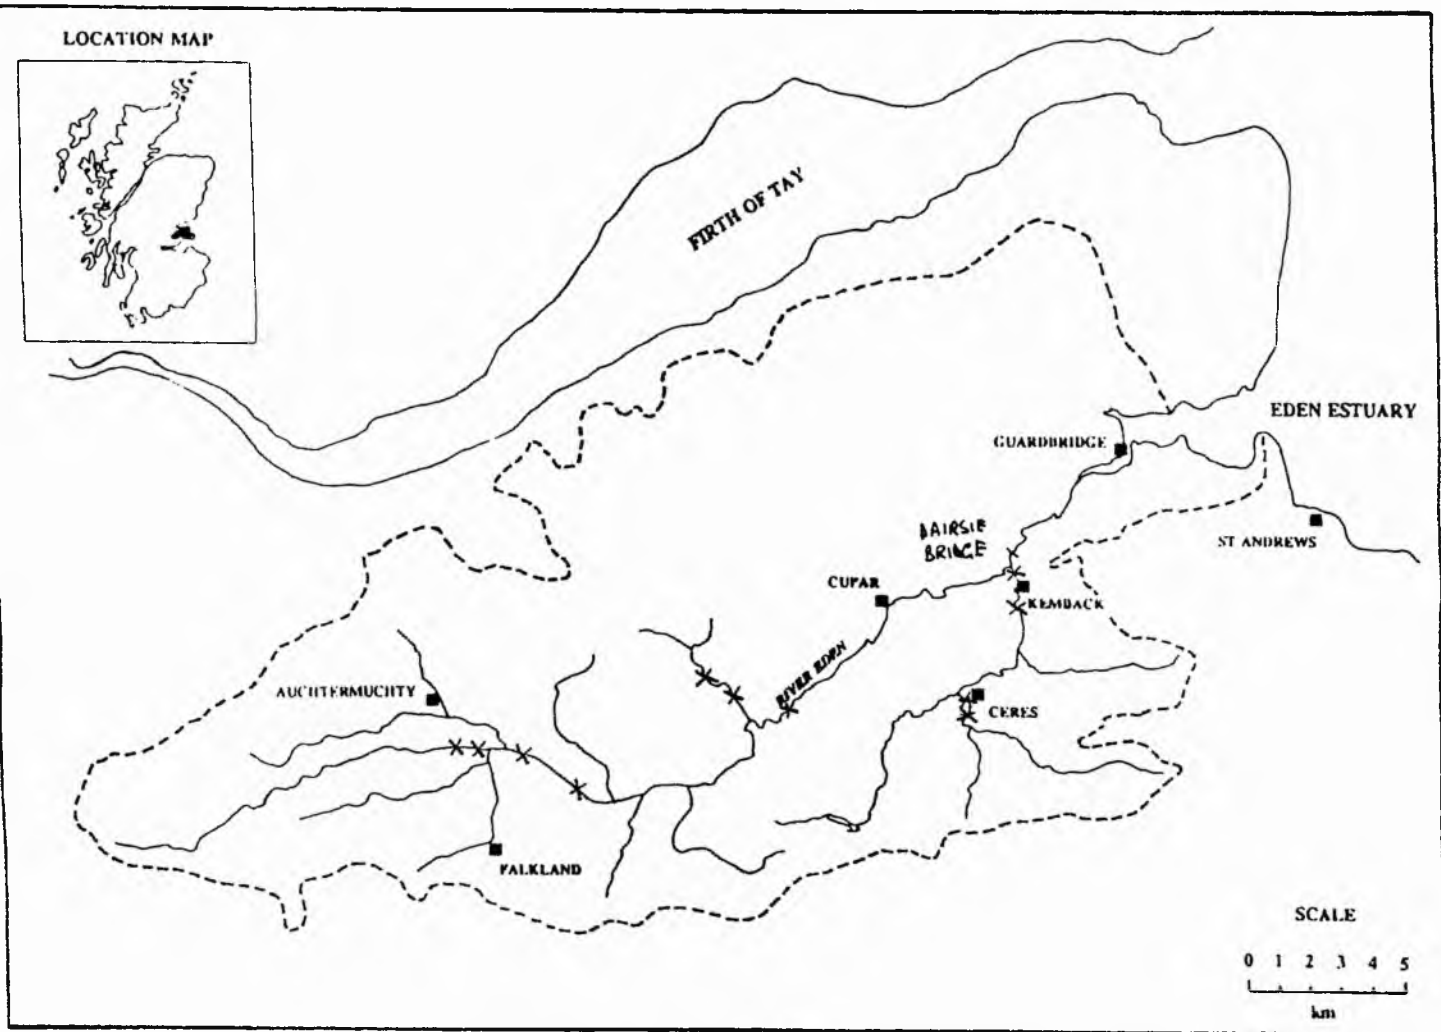 LOCATION MAP
FIRTH OF TAY
EDEN ESTUARY
GUARDBRIDGE
DAIRSIE
BRIDGE
ST ANDREWS
CUPAR
KEMBACK
RIVER EDEN
AUCHTERMUCHTY
CERES
FALKLAND
SCALE
0 1 2 3 4 5
km